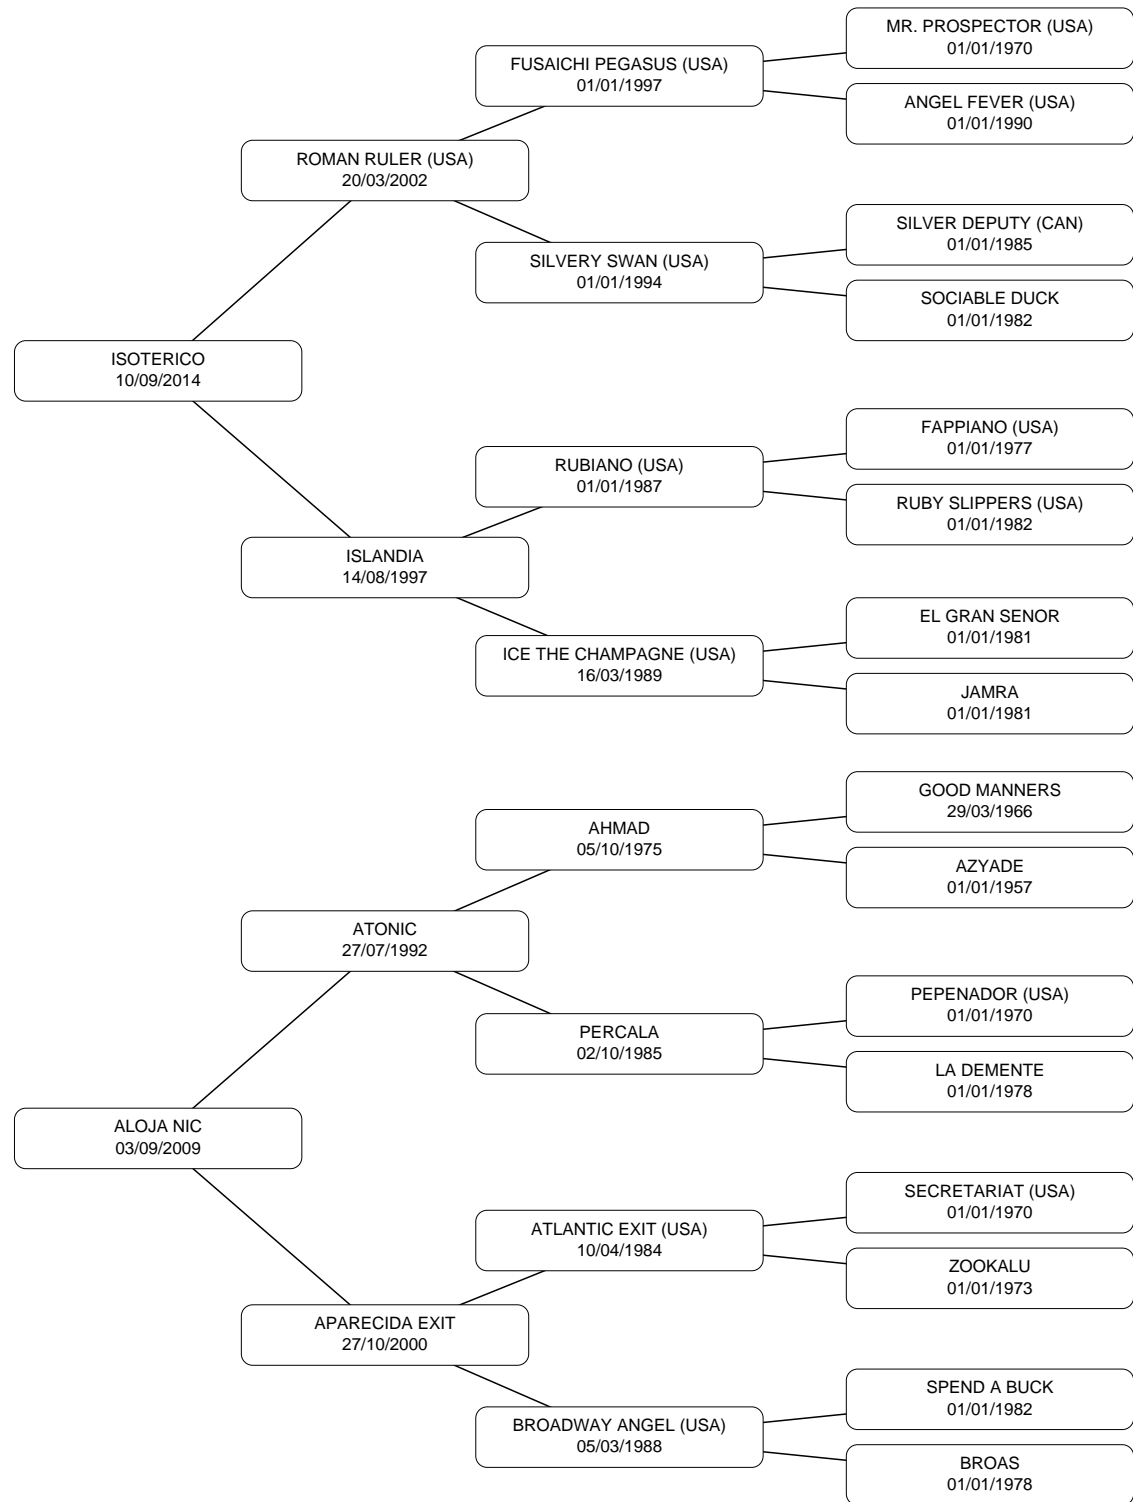 MR. PROSPECTOR (USA)
01/01/1970
FUSAICHI PEGASUS (USA)
01/01/1997
ANGEL FEVER (USA)
01/01/1990
ROMAN RULER (USA)
20/03/2002
SILVER DEPUTY (CAN)
01/01/1985
SILVERY SWAN (USA)
01/01/1994
SOCIABLE DUCK
01/01/1982
ISOTERICO
10/09/2014
FAPPIANO (USA)
01/01/1977
RUBIANO (USA)
01/01/1987
RUBY SLIPPERS (USA)
01/01/1982
ISLANDIA
14/08/1997
EL GRAN SENOR
01/01/1981
ICE THE CHAMPAGNE (USA)
16/03/1989
JAMRA
01/01/1981
GOOD MANNERS
29/03/1966
AHMAD
05/10/1975
AZYADE
01/01/1957
ATONIC
27/07/1992
PEPENADOR (USA)
01/01/1970
PERCALA
02/10/1985
LA DEMENTE
01/01/1978
ALOJA NIC
03/09/2009
SECRETARIAT (USA)
01/01/1970
ATLANTIC EXIT (USA)
10/04/1984
ZOOKALU
01/01/1973
APARECIDA EXIT
27/10/2000
SPEND A BUCK
01/01/1982
BROADWAY ANGEL (USA)
05/03/1988
BROAS
01/01/1978